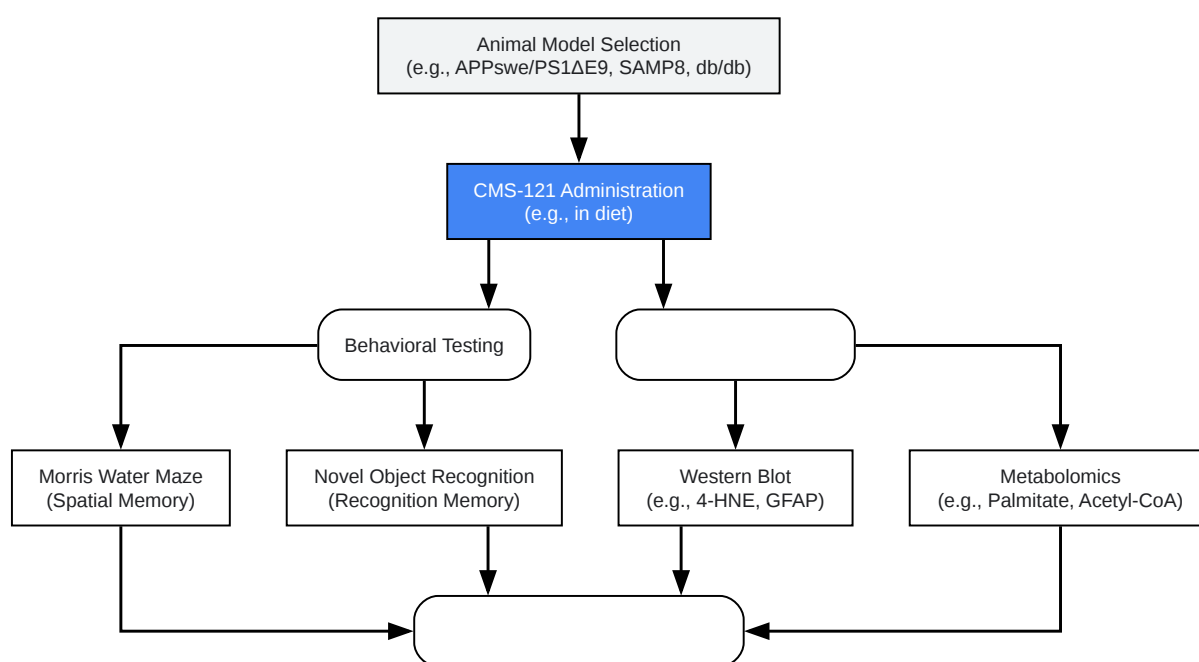 Animal Model Selection
(e.g., APPswe/PS1ΔE9, SAMP8, db/db)
CMS-121 Administration
(e.g., in diet)
Behavioral Testing
Morris Water Maze
(Spatial Memory)
Novel Object Recognition
(Recognition Memory)
Western Blot
(e.g., 4-HNE, GFAP)
Metabolomics
(e.g., Palmitate, Acetyl-CoA)